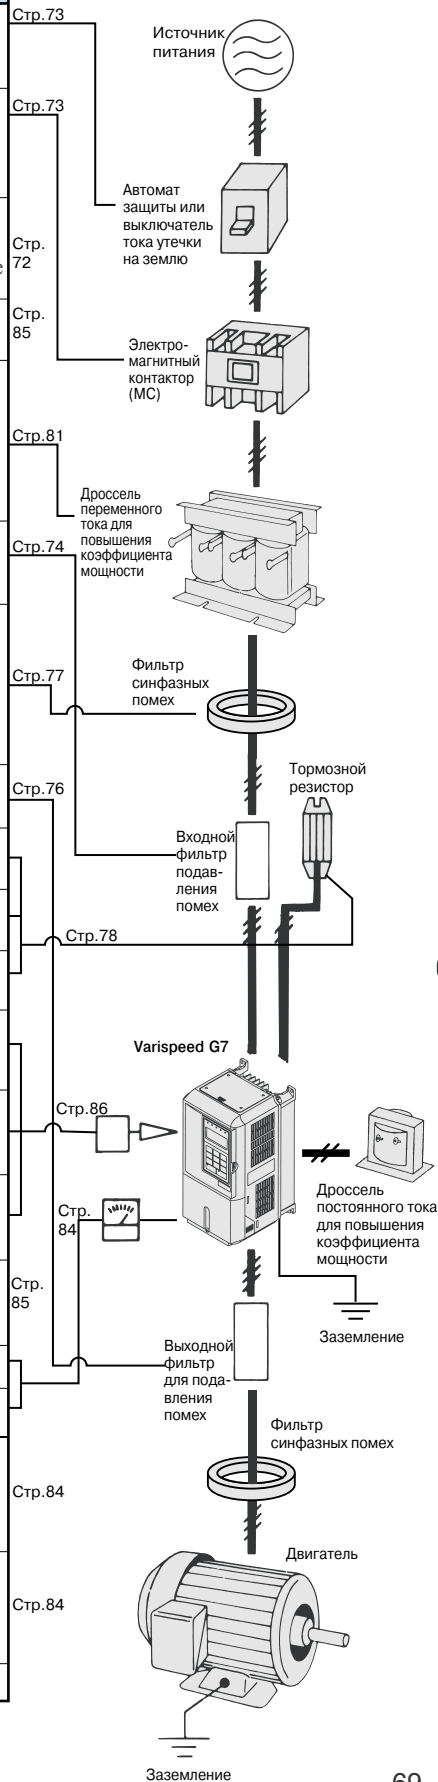 Стр.73
Источник
питания
Стр.73
Автомат
защиты или
выключатель
тока утечки
на землю
Стр.
72
е
Стр.
85
Электро-
магнитный
контактор
(МС)
Стр.81
Дроссель
переменного
тока для
повышения
коэффициента
мощности
Стр.74
Фильтр
синфазных
помех
Стр.77
Тормозной
резистор
Стр.76
Входной
фильтр
подав-
ления
помех
Стр.78
Varispeed G7
Стр.86
Дроссель
постоянного тока
для повышения
коэффициента
мощности
Стр.
84
Стр.
85
Заземление
Выходной
фильтр
для пода-
вления
помех
Фильтр
синфазных помех
Стр.84
Двигатель
Стр.84
Заземление
69